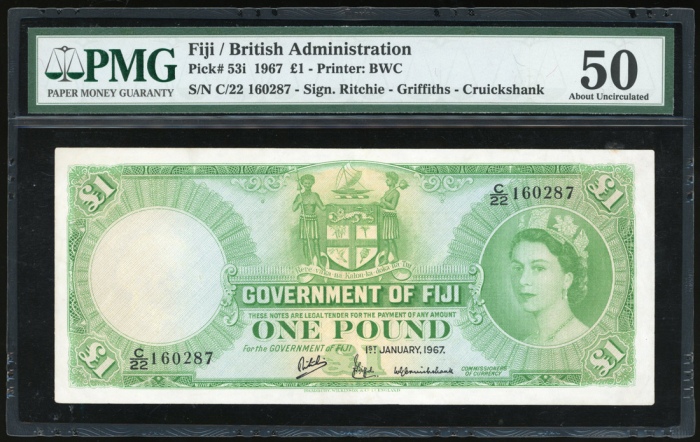 PMG
PAPER MONEY GUARANTY
Fiji / British Administration
Pick# 53i 1967 £1 - Printer: BWC
S/N C/22 160287 - Sign. Ritchie - Griffiths - Cruickshank
50
About Uncirculated
£1
£1
C/22 160287
GOVERNMENT OF FIJI
THESE NOTES ARE LEGAL TENDER FOR THE PAYMENT OF ANY AMOUNT
ONE POUND
For the GOVERNMENT OF FIJI
1ST JANUARY, 1967.
C/22 160287
COMMISSIONERS OF CURRENCY
£1
£1